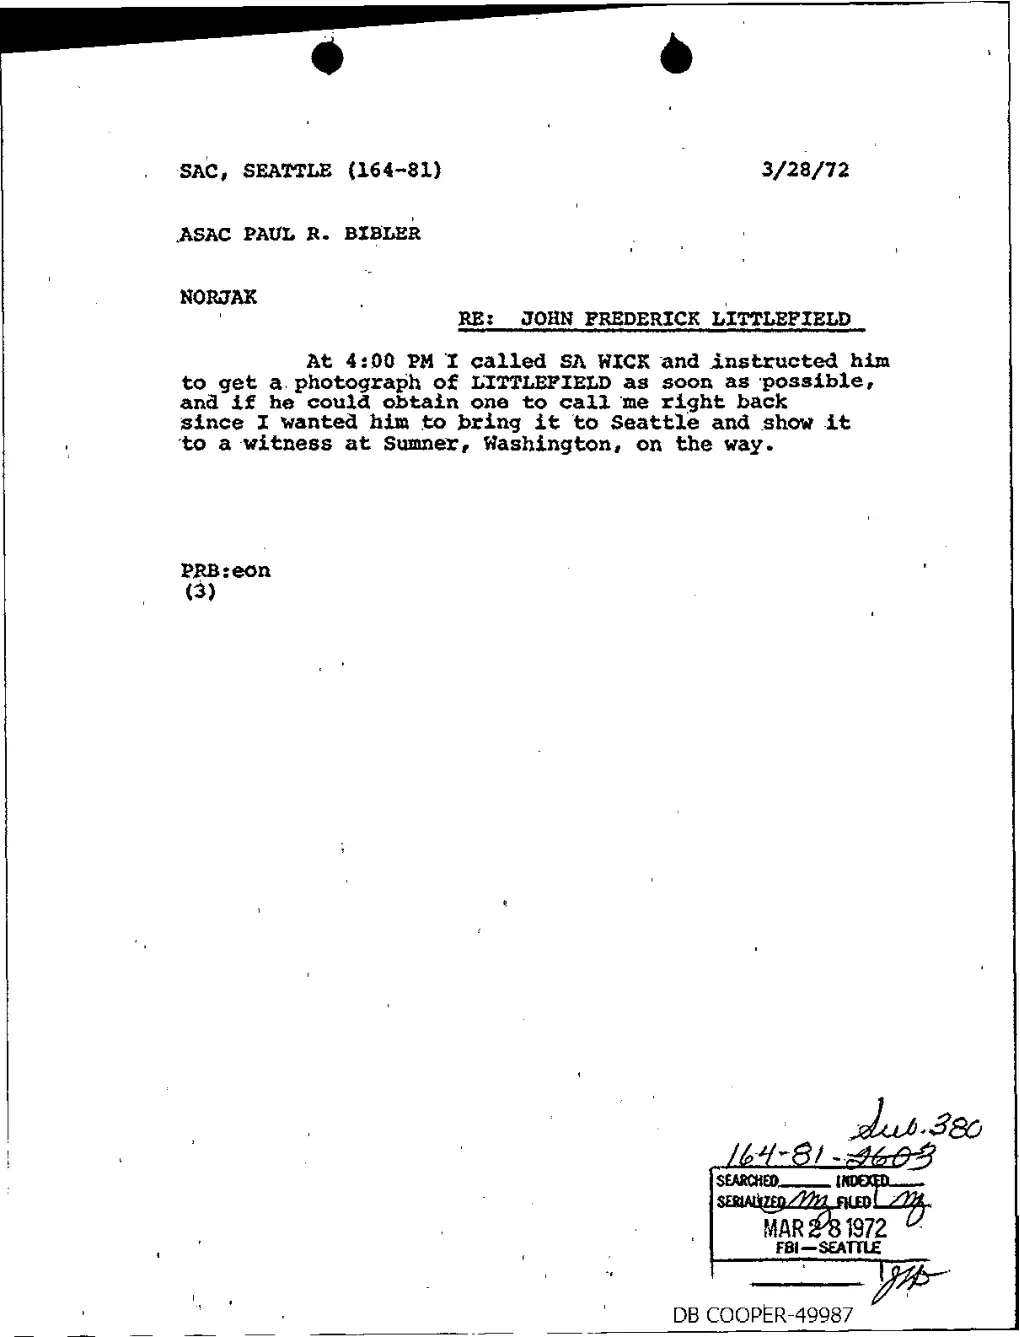 SAC, SEATTLE (164-81) 3/28/72
ASAC PAUL R. BIBLER
NORJAK
RE: JOHN FREDERICK LITTLEFIELD
At 4:00 PM I called SA WICK and instructed him
to get a photograph of LITTLEFIELD as soon as possible,
and if he could obtain one to call me right back
since I wanted him to bring it to Seattle and show it
to a witness at Sumner, Washington, on the way.
PRB:eon
(3)
Sub.380
164-81-2603
SEARCHED INDEXED
SERIALIZED FILED
MAR 28 1972
FBI—SEATTLE
DB COOPER-49987